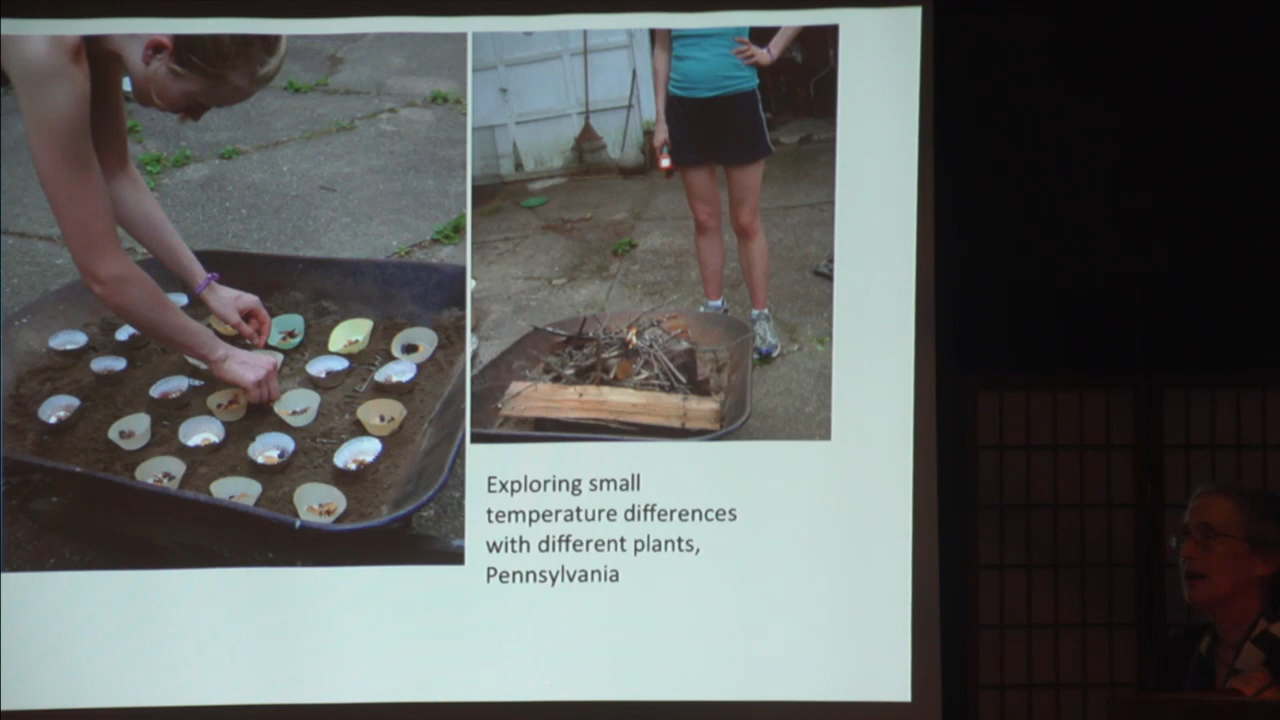 Exploring small
temperature differences
with different plants,
Pennsylvania